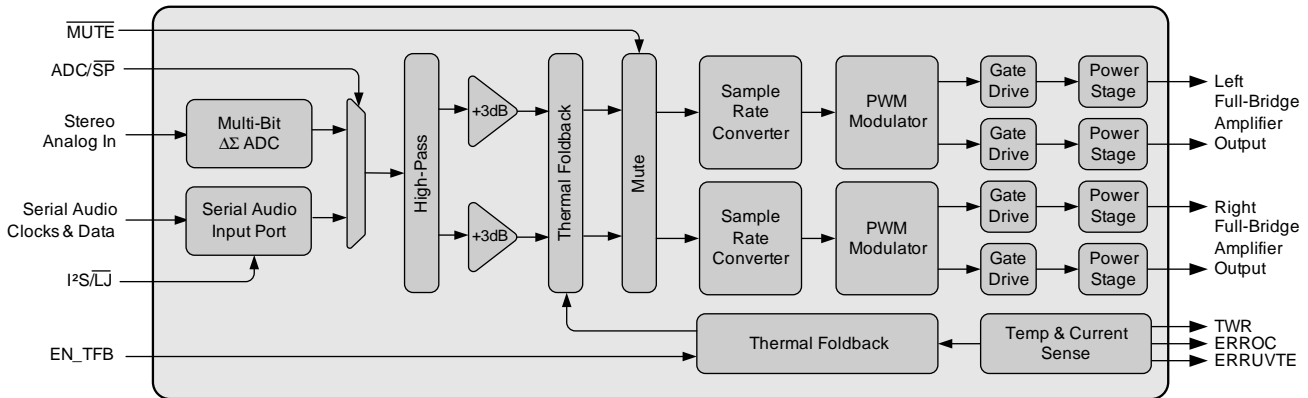 MUTE
ADC/SP
Stereo
Analog In
Serial Audio
Clocks & Data
I²S/LJ
EN_TFB
Multi-Bit
ΔΣ ADC
Serial Audio
Input Port
High-Pass
+3dB
+3dB
Thermal Foldback
Mute
Sample
Rate
Converter
PWM
Modulator
Gate
Drive
Power
Stage
Gate
Drive
Power
Stage
Left
Full-Bridge
Amplifier
Output
Sample
Rate
Converter
PWM
Modulator
Gate
Drive
Power
Stage
Gate
Drive
Power
Stage
Right
Full-Bridge
Amplifier
Output
Thermal Foldback
Temp & Current
Sense
TWR
ERROC
ERRUVTE